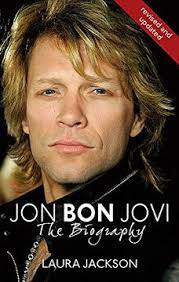 revised and
updated
JON BON JOVI
The Biography
LAURA JACKSON